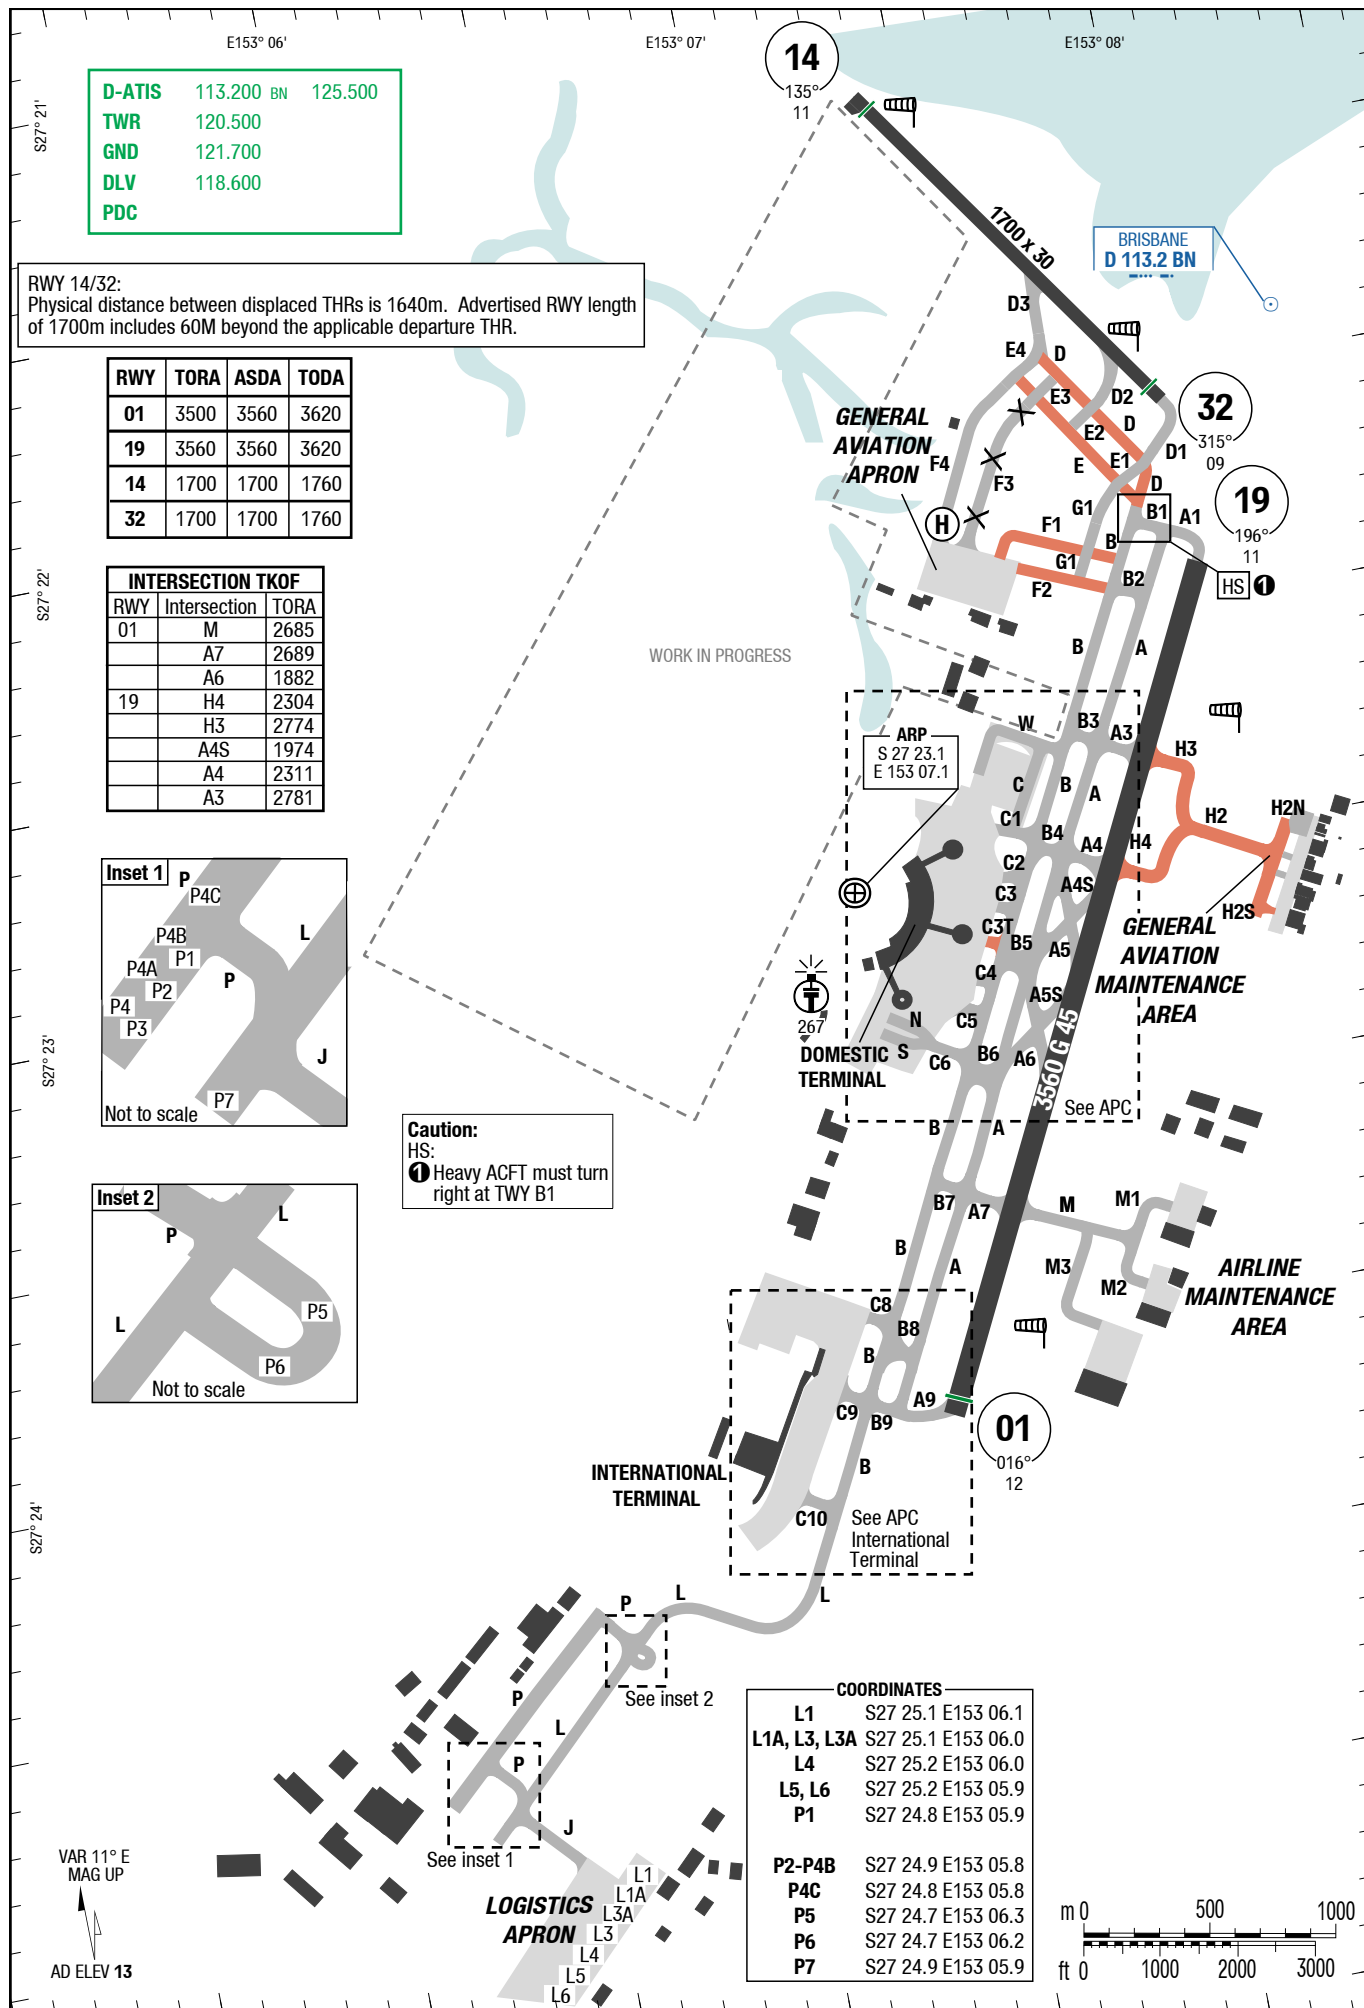 E153° 06'
E153° 07'
E153° 08'
S27° 21'
S27° 22'
S27° 23'
S27° 24'
D-ATIS 113.200 BN 125.500
TWR 120.500
GND 121.700
DLV 118.600
PDC
14
135°
11
1700 x 30
BRISBANE
D 113.2 BN
RWY 14/32:
Physical distance between displaced THRs is 1640m. Advertised RWY length
of 1700m includes 60M beyond the applicable departure THR.
RWY TORA ASDA TODA
01 3500 3560 3620
19 3560 3560 3620
14 1700 1700 1760
32 1700 1700 1760
INTERSECTION TKOF
RWY Intersection TORA
01 M 2685
A7 2689
A6 1882
19 H4 2304
H3 2774
A4S 1974
A4 2311
A3 2781
D3
E4
D
E3
D2
E2
D
E1
E
D1
D
32
315°
09
19
196°
11
GENERAL
AVIATION
APRON
F4
F3
H
G1
B1
A1
F1
B
G1
B2
F2
HS 1
B
A
WORK IN PROGRESS
W
B3
A3
H3
ARP
S 27 23.1
E 153 07.1
C
B
A
H2
H2N
C1
B4
A4
H4
C2
A4S
C3
H2S
C3T
B5
A5
C4
GENERAL
AVIATION
MAINTENANCE
AREA
A5S
267
N
C5
S
C6
B6
A6
DOMESTIC
TERMINAL
3560 G 45
See APC
B
A
Inset 1
P
P4C
L
P4B
P1
P4A
P2
P
P4
P3
J
P7
Not to scale
Caution:
HS:
1 Heavy ACFT must turn
right at TWY B1
Inset 2
L
P
L
P5
P6
Not to scale
B7
A7
M
M1
B
A
M3
M2
AIRLINE
MAINTENANCE
AREA
C8
B8
B
C9
B9
A9
01
016°
12
B
INTERNATIONAL
TERMINAL
C10
See APC
International
Terminal
L
L
P
See inset 2
P
L
P
J
See inset 1
LOGISTICS
APRON
L1
L1A
L3A
L3
L4
L5
L6
COORDINATES
L1 S27 25.1 E153 06.1
L1A, L3, L3A S27 25.1 E153 06.0
L4 S27 25.2 E153 06.0
L5, L6 S27 25.2 E153 05.9
P1 S27 24.8 E153 05.9
P2-P4B S27 24.9 E153 05.8
P4C S27 24.8 E153 05.8
P5 S27 24.7 E153 06.3
P6 S27 24.7 E153 06.2
P7 S27 24.9 E153 05.9
VAR 11° E
MAG UP
AD ELEV 13
m 0 500 1000
ft 0 1000 2000 3000